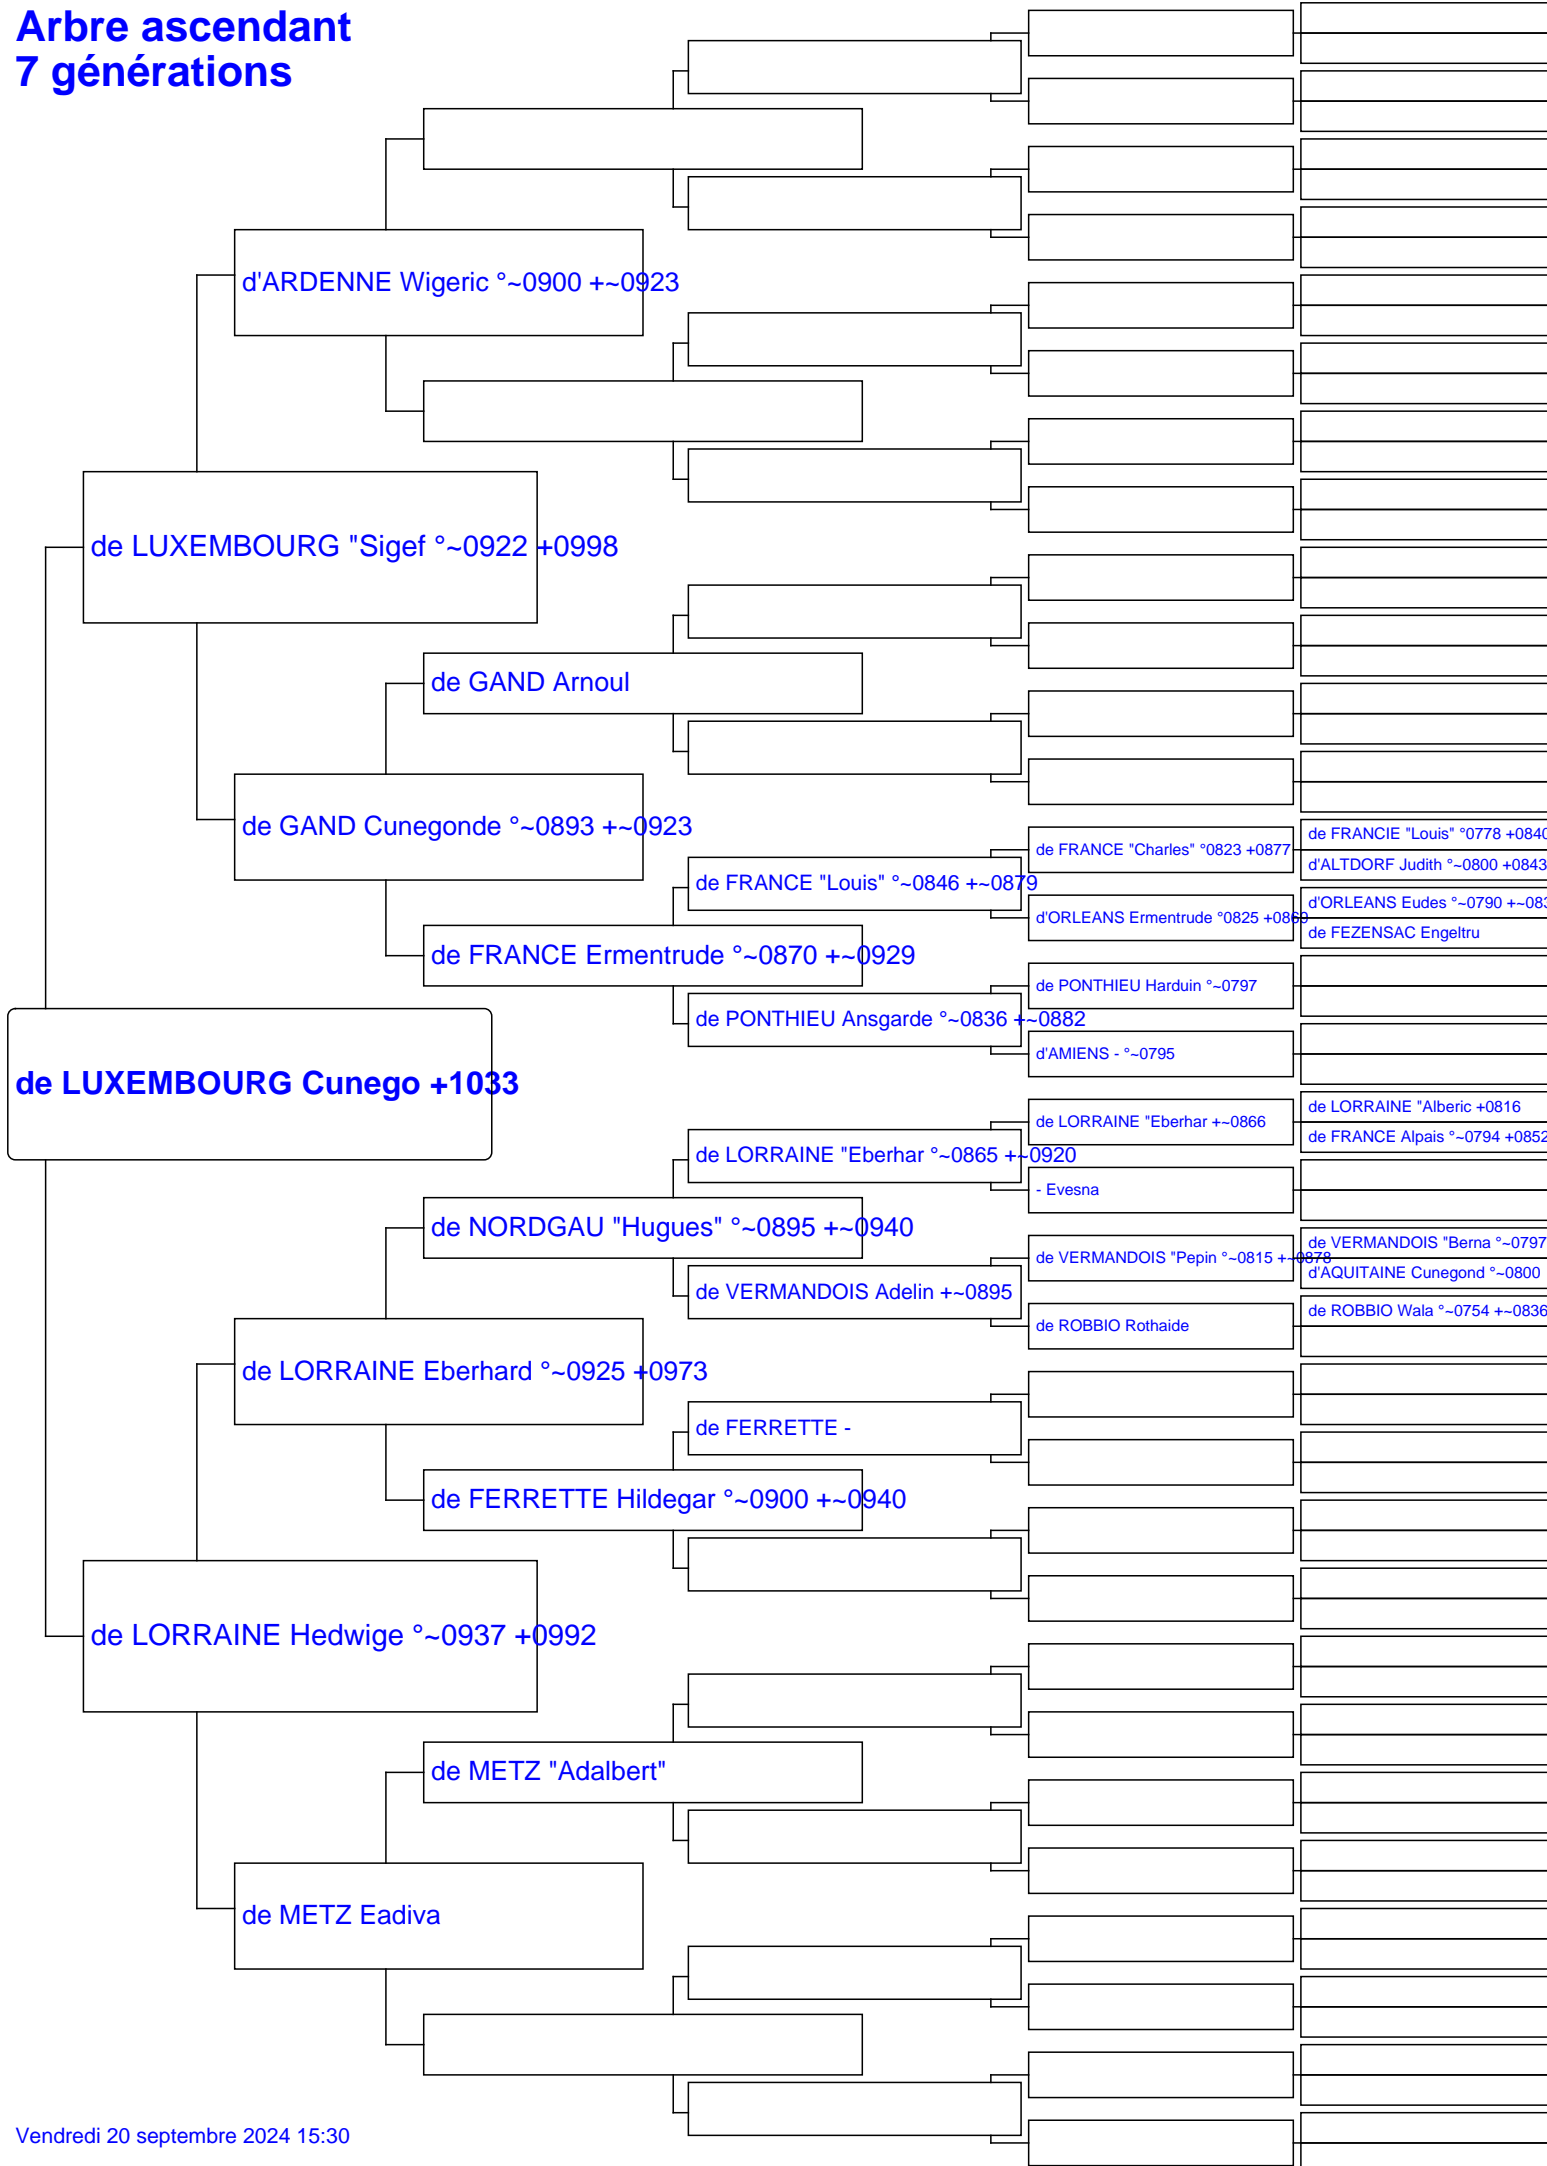 Arbre ascendant
7 générations
d'ARDENNE Wigeric °~0900 +~0923
de LUXEMBOURG "Sigef °~0922 +0998
de GAND Arnoul
de GAND Cunegonde °~0893 +~0923
de FRANCE "Charles" °0823 +0877
de FRANCIE "Louis" °0778 +0840
d'ALTDORF Judith °~0800 +0843
de FRANCE "Louis" °~0846 +~0879
d'ORLEANS Ermentrude °0825 +0869
d'ORLEANS Eudes °~0790 +~083
de FEZENSAC Engeltru
de FRANCE Ermentrude °~0870 +~0929
de PONTHIEU Harduin °~0797
de PONTHIEU Ansgarde °~0836 +~0882
d'AMIENS - °~0795
de LUXEMBOURG Cunego +1033
de LORRAINE "Eberhar +~0866
de LORRAINE "Alberic +0816
de FRANCE Alpais °~0794 +0852
de LORRAINE "Eberhar °~0865 +~0920
- Evesna
de NORDGAU "Hugues" °~0895 +~0940
de VERMANDOIS "Pepin °~0815 +~0878
de VERMANDOIS "Berna °~0797
d'AQUITAINE Cunegond °~0800
de VERMANDOIS Adelin +~0895
de ROBBIO Rothaide
de ROBBIO Wala °~0754 +~0836
de LORRAINE Eberhard °~0925 +0973
de FERRETTE -
de FERRETTE Hildegar °~0900 +~0940
de LORRAINE Hedwige °~0937 +0992
de METZ "Adalbert"
de METZ Eadiva
Vendredi 20 septembre 2024 15:30